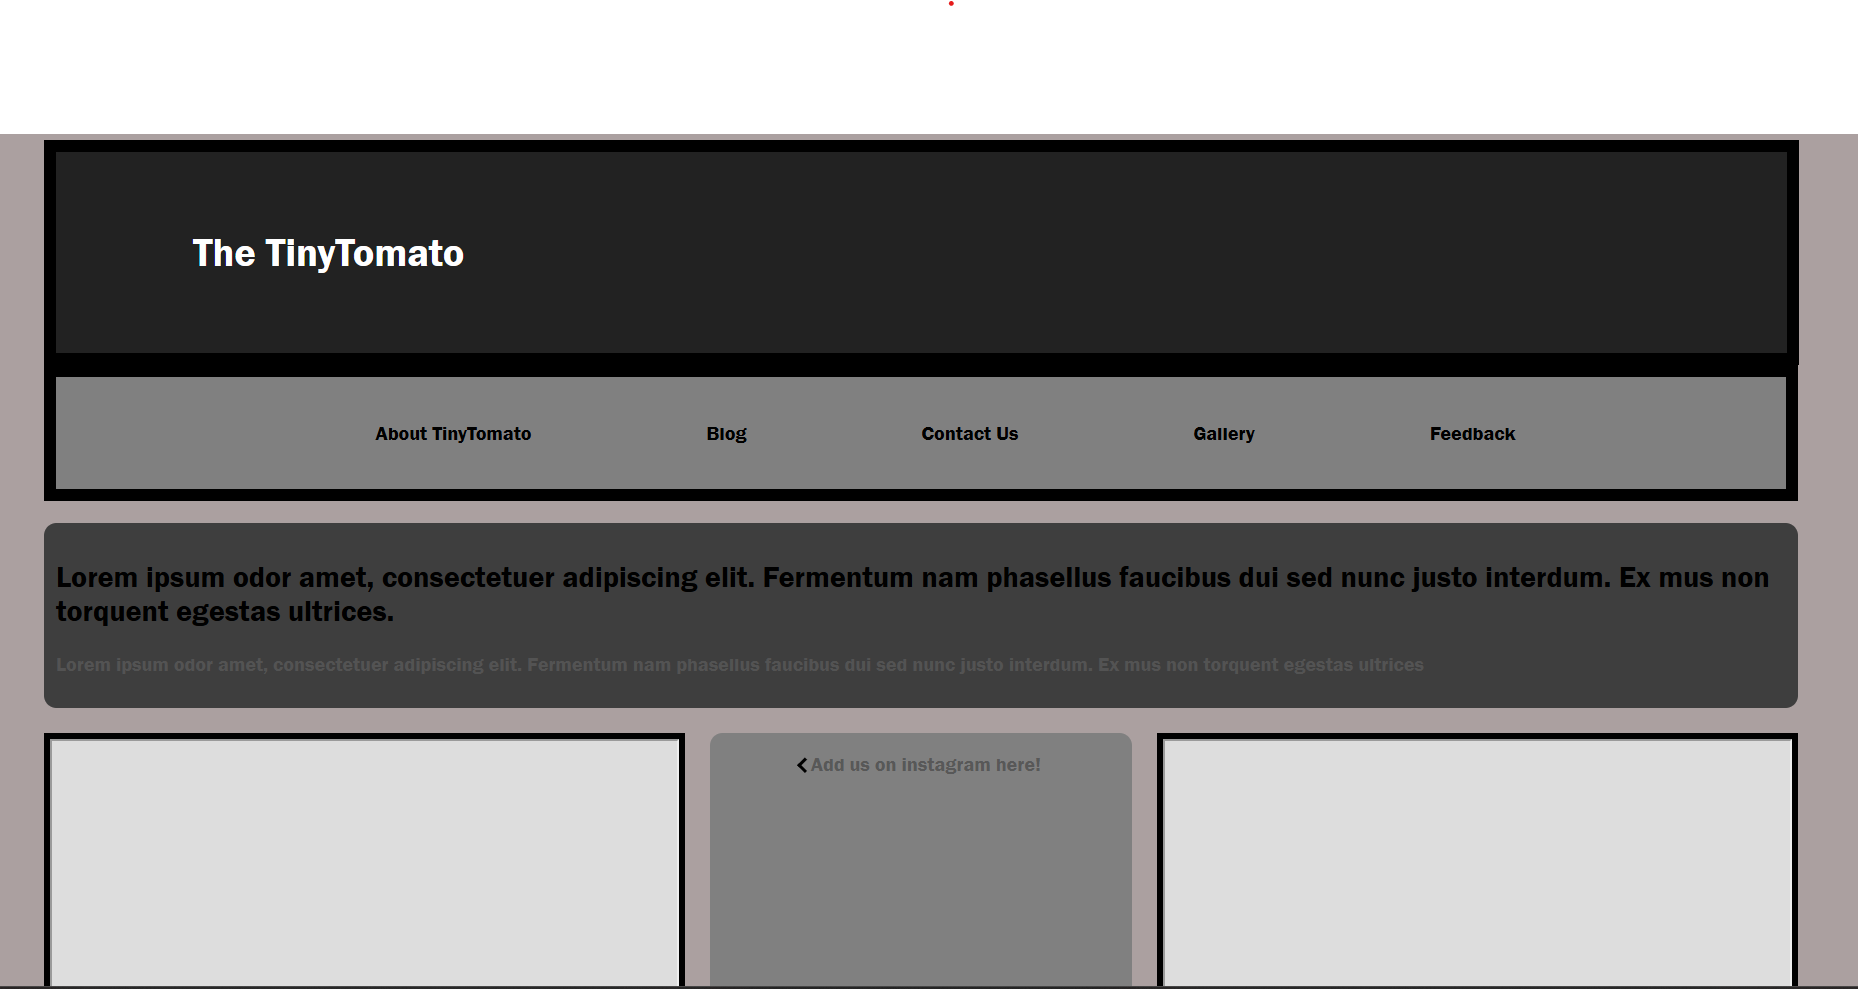 The TinyTomato
About TinyTomato Blog Contact Us Gallery Feedback
Lorem ipsum odor amet, consectetuer adipiscing elit. Fermentum nam phasellus faucibus dui sed nunc justo interdum. Ex mus non
torquent egestas ultrices.
Lorem ipsum odor amet, consectetuer adipiscing elit. Fermentum nam phasellus faucibus dui sed nunc justo interdum. Ex mus non torquent egestas ultrices
<Add us on instagram here!